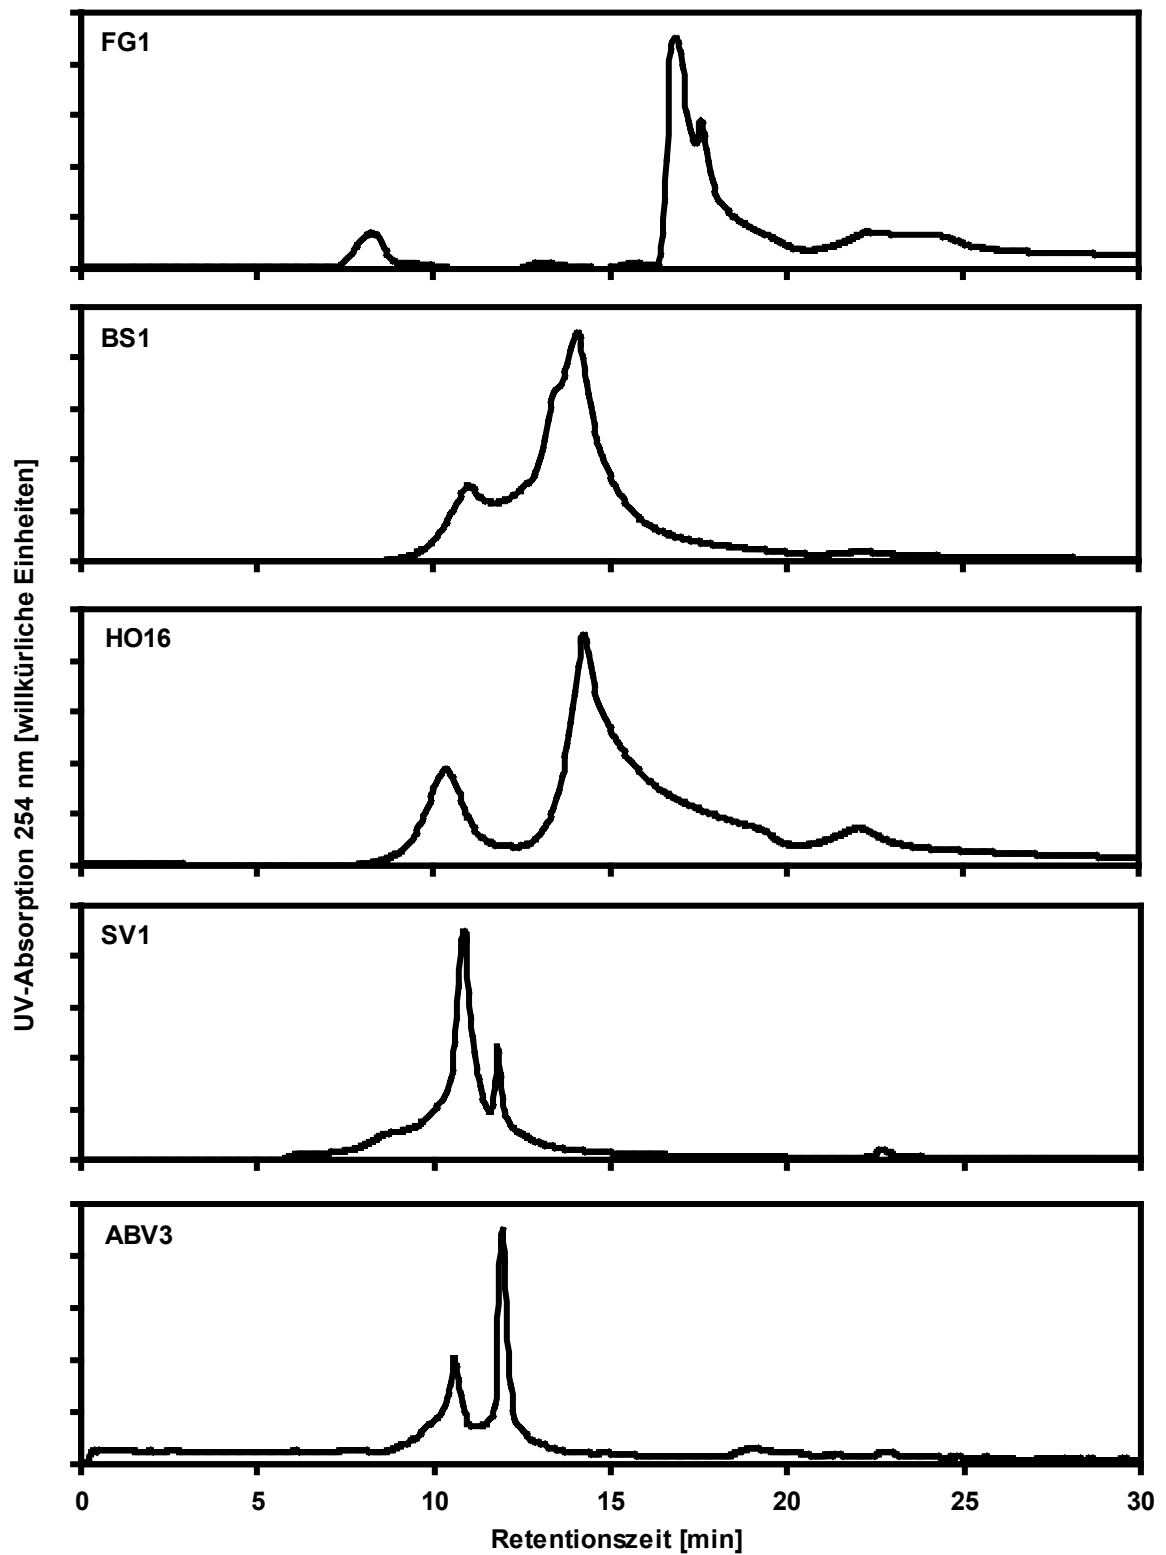 FG1
BS1
HO16
SV1
ABV3
UV-Absorption 254 nm [willkürliche Einheiten]
0 5 10 15 20 25 30
Retentionszeit [min]